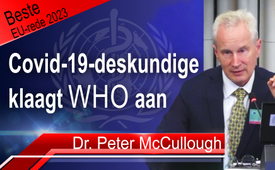 Beste
EU-rede 2023
Covid-19-deskundige
klaagt WHO aan
Dr. Peter McCullough